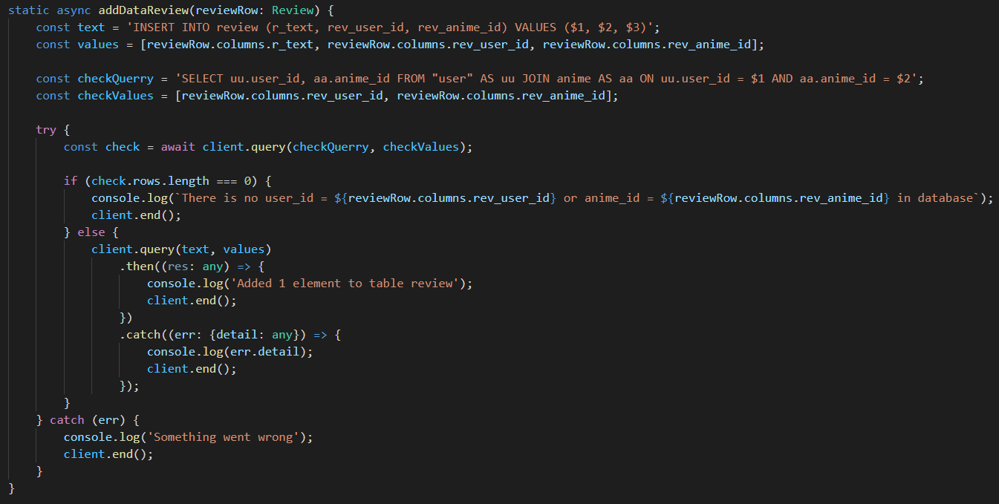 static async addDataReview(reviewRow: Review) {
    const text = 'INSERT INTO review (r_text, rev_user_id, rev_anime_id) VALUES ($1, $2, $3)';
    const values = [reviewRow.columns.r_text, reviewRow.columns.rev_user_id, reviewRow.columns.rev_anime_id];

    const checkQuerry = 'SELECT uu.user_id, aa.anime_id FROM "user" AS uu JOIN anime AS aa ON uu.user_id = $1 AND aa.anime_id = $2';
    const checkValues = [reviewRow.columns.rev_user_id, reviewRow.columns.rev_anime_id];

    try {
        const check = await client.query(checkQuerry, checkValues);

        if (check.rows.length === 0) {
            console.log(`There is no user_id = ${reviewRow.columns.rev_user_id} or anime_id = ${reviewRow.columns.rev_anime_id} in database`);
            client.end();
        } else {
            client.query(text, values)
                .then((res: any) => {
                    console.log('Added 1 element to table review');
                    client.end();
                })
                .catch((err: {detail: any}) => {
                    console.log(err.detail);
                    client.end();
                });
        }
    } catch (err) {
        console.log('Something went wrong');
        client.end();
    }
}